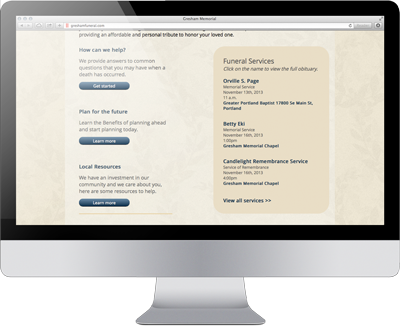 Gresham Memorial
greshamfuneral.com
providing an affordable and personal tribute to honor your loved one.
How can we help?
We provide answers to common
questions that you may have when a
death has occurred.
Get started
Plan for the future
Learn the Benefits of planning ahead
and start planning today.
Learn more
Local Resources
We have an investment in our
community and we care about you,
here are some resources to help.
Learn more
Funeral Services
Click on the name to view the full obituary.
Orville S. Page
Memorial Service
November 13th, 2013
11 a.m.
Greater Portland Baptist 17800 Se Main St,
Portland
Betty Eki
Memorial Service
November 16th, 2013
1:00pm
Gresham Memorial Chapel
Candlelight Remembrance Service
Service of Remembrance
November 16th, 2013
4:00pm
Gresham Memorial Chapel
View all services >>